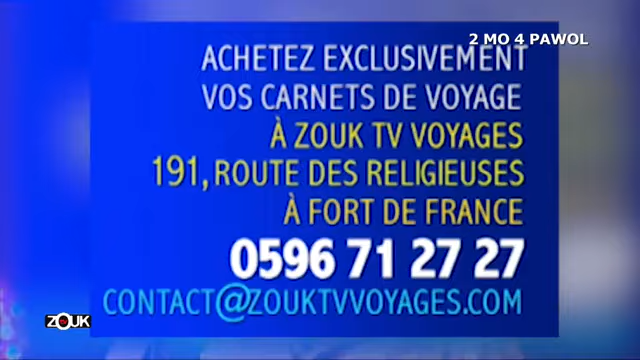 2 MO 4 PAWOL
ACHETEZ EXCLUSIVEMENT
VOS CARNETS DE VOYAGE
À ZOUK TV VOYAGES
191, ROUTE DES RELIGIEUSES
À FORT DE FRANCE
0596 71 27 27
CONTACT@ZOUKTVVOYAGES.COM
ZOUK